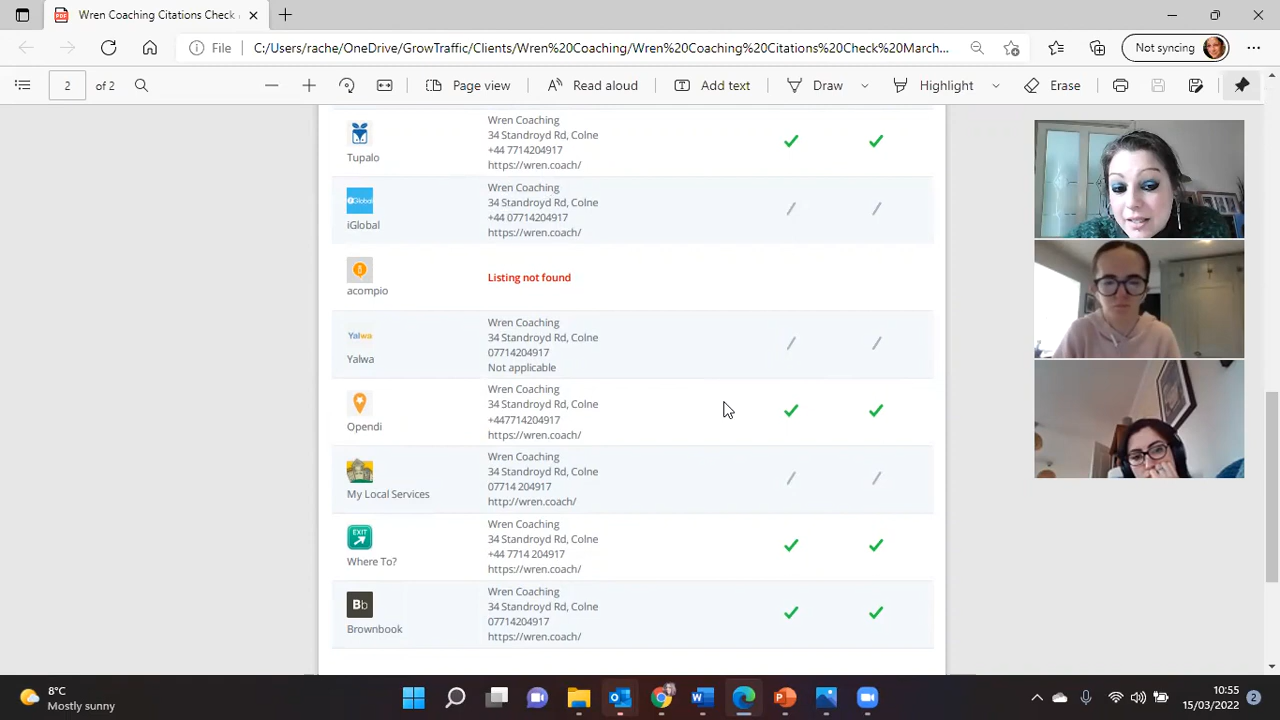 Wren Coaching Citations Check
File
C:/Users/rache/OneDrive/GrowTraffic/Clients/Wren%20Coaching/Wren%20Coaching%20Citations%20Check%20March...
Not syncing
2
of 2
Page view
Read aloud
Add text
Draw
Highlight
Erase
Tupalo
Wren Coaching
34 Standroyd Rd, Colne
+44 7714204917
https://wren.coach/
iGlobal
iGlobal
Wren Coaching
34 Standroyd Rd, Colne
+44 07714204917
https://wren.coach/
acompio
Listing not found
Yalwa
Yalwa
Wren Coaching
34 Standroyd Rd, Colne
07714204917
Not applicable
Opendi
Wren Coaching
34 Standroyd Rd, Colne
+447714204917
https://wren.coach/
My Local Services
Wren Coaching
34 Standroyd Rd, Colne
07714 204917
http://wren.coach/
EXIT
Where To?
Wren Coaching
34 Standroyd Rd, Colne
+44 7714 204917
https://wren.coach/
Bb
Brownbook
Wren Coaching
34 Standroyd Rd, Colne
07714204917
https://wren.coach/
8°C
Mostly sunny
10:55
15/03/2022
2